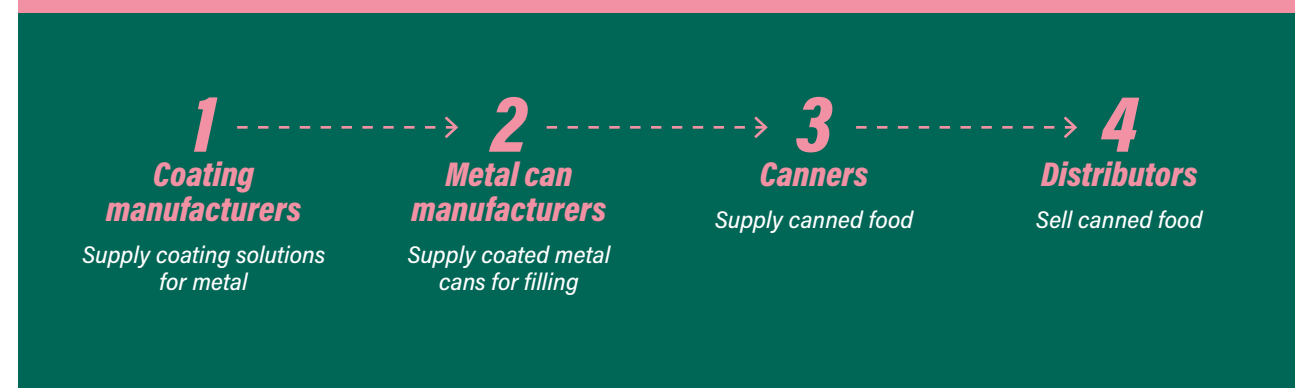 1
Coating
manufacturers
Supply coating solutions
for metal
2
Metal can
manufacturers
Supply coated metal
cans for filling
3
Canners
Supply canned food
4
Distributors
Sell canned food